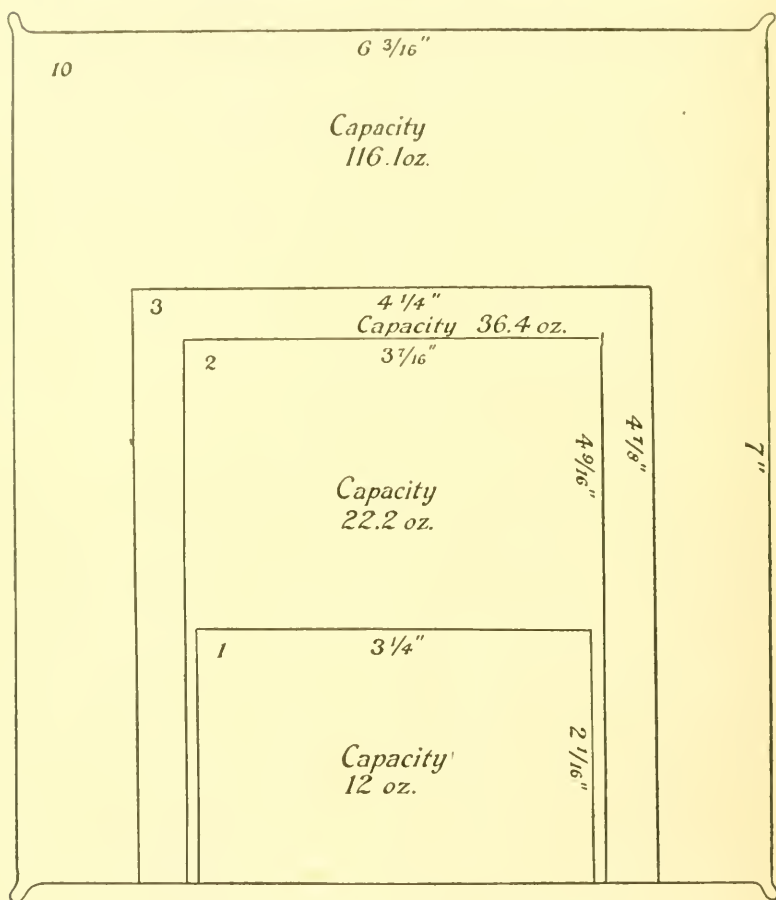 6 3/16"
10
Capacity
116.1oz.
3
4 1/4"
Capacity 36.4 oz.
2
3 7/16"
4 9/16"
4 7/8"
7"
Capacity
22.2 oz.
1
3 1/4"
2 1/16"
Capacity
12 oz.